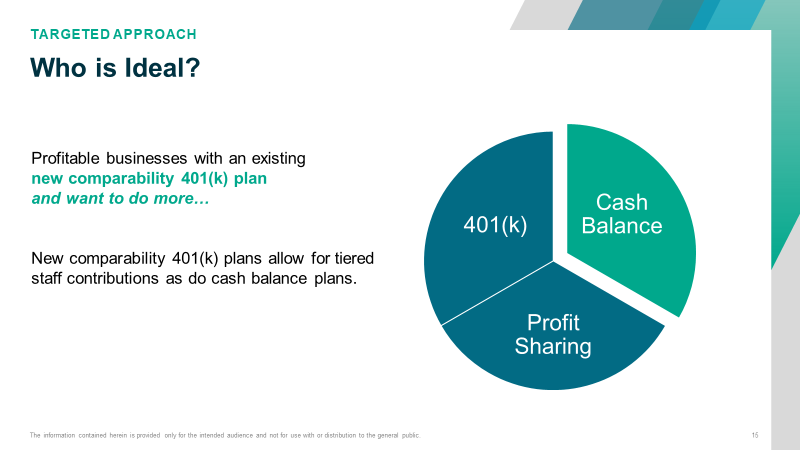 TARGETED APPROACH
Who is Ideal?
Profitable businesses with an existing
new comparability 401(k) plan
and want to do more…
New comparability 401(k) plans allow for tiered
staff contributions as do cash balance plans.
401(k)
Cash
Balance
Profit
Sharing
The information contained herein is provided only for the intended audience and not for use with or distribution to the general public.
15